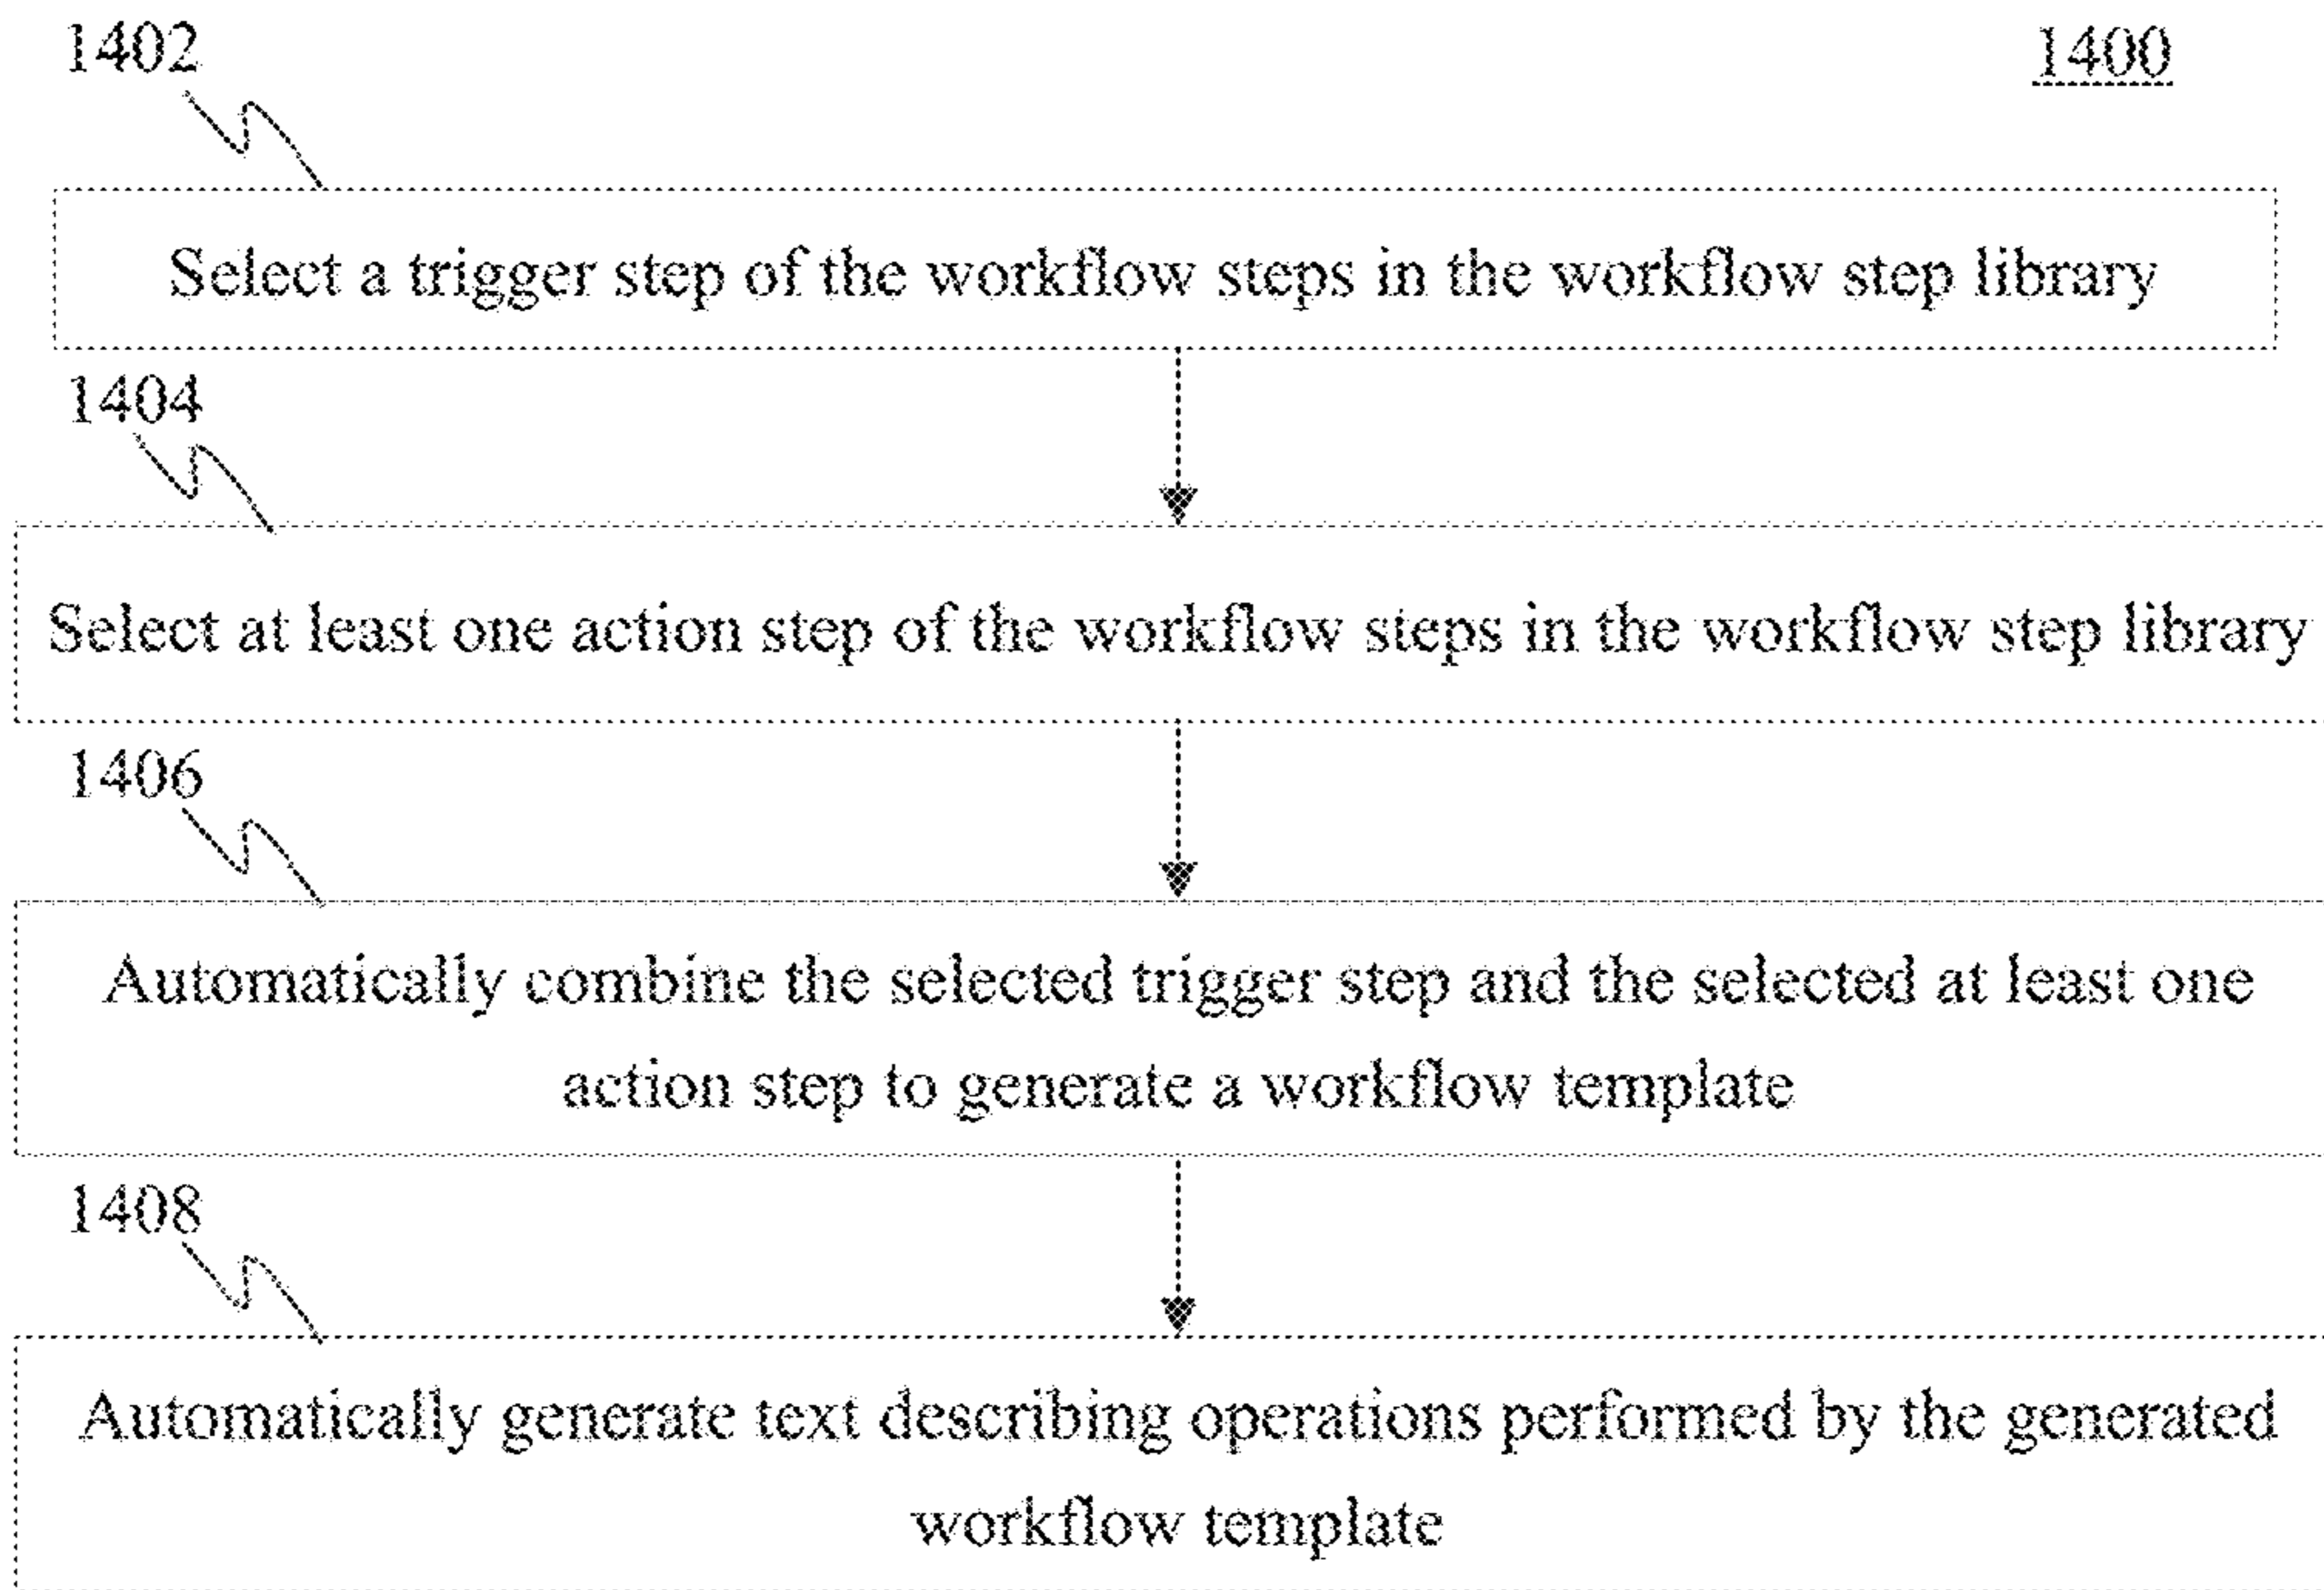 1402
1400
Select a trigger step of the workflow steps in the workflow step library
1404
Select at least one action step of the workflow steps in the workflow step library
1406
Automatically combine the selected trigger step and the selected at least one
action step to generate a workflow template
1408
Automatically generate text describing operations performed by the generated
workflow template